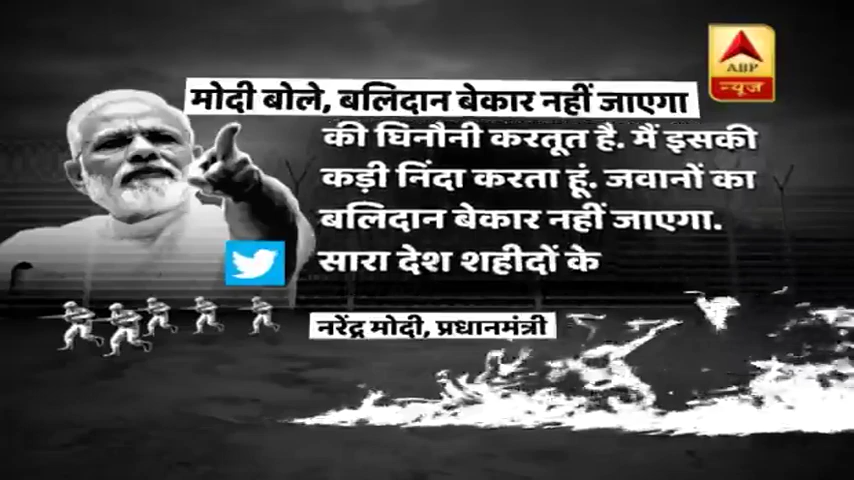 ABP
न्यूज़
मोदी बोले, बलिदान बेकार नहीं जाएगा
की घिनौनी करतूत है. मैं इसकी
कड़ी निंदा करता हूं. जवानों का
बलिदान बेकार नहीं जाएगा.
सारा देश शहीदों के
नरेंद्र मोदी, प्रधानमंत्री